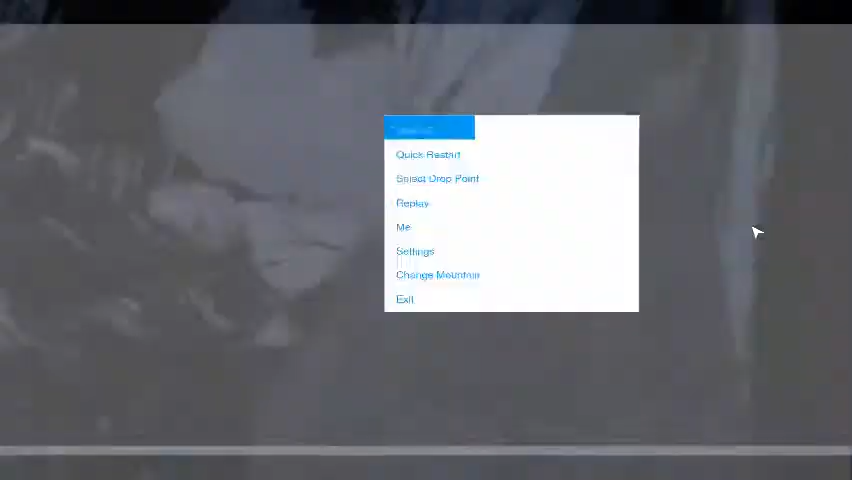 Quick Restart
Select Drop Point
Replay
Me
Settings
Change Mountain
Exit